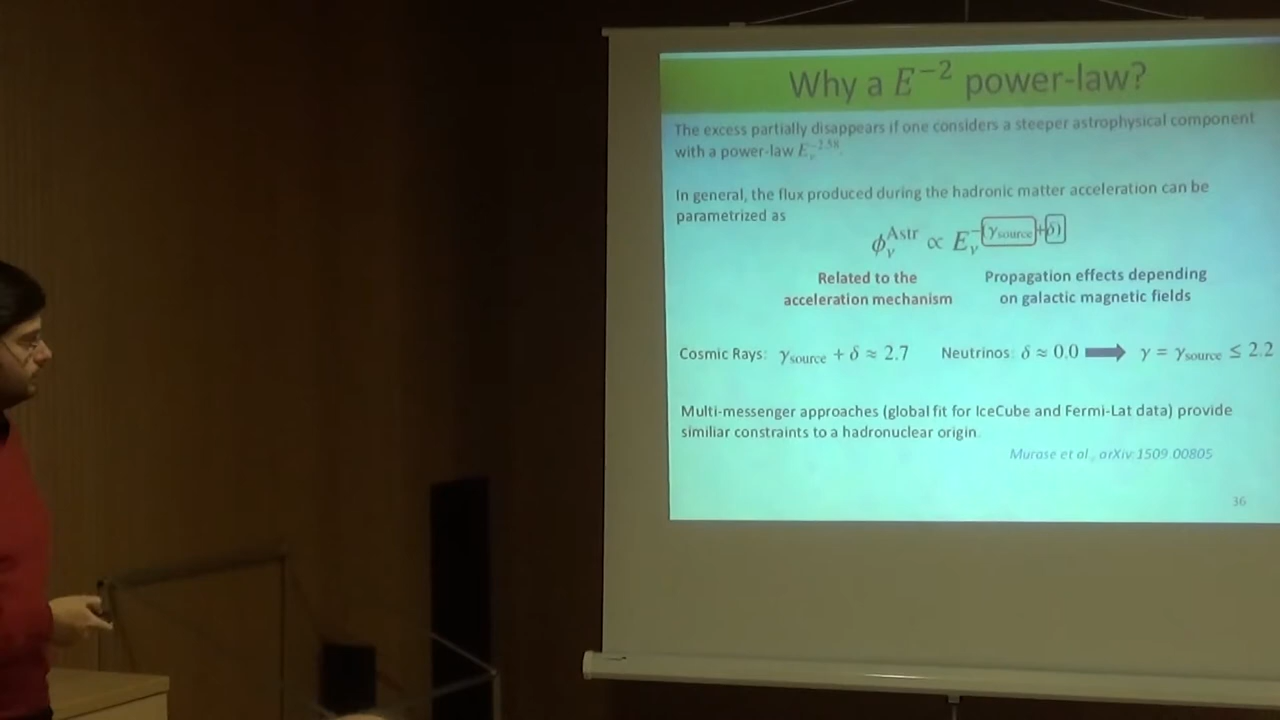 Why a E⁻² power-law?
The excess partially disappears if one considers a steeper astrophysical component
with a power-law E_ν^{-2.58}.
In general, the flux produced during the hadronic matter acceleration can be
parametrized as
ϕ_ν^{Astr} ∝ E_ν^{-(γ_source+δ)}
Related to the
acceleration mechanism
Propagation effects depending
on galactic magnetic fields
Cosmic Rays: γ_source + δ ≈ 2.7 Neutrinos: δ ≈ 0.0 ➡ γ = γ_source ≤ 2.2
Multi-messenger approaches (global fit for IceCube and Fermi-Lat data) provide
similiar constraints to a hadronuclear origin.
Murase et al., arXiv:1509.00805
36